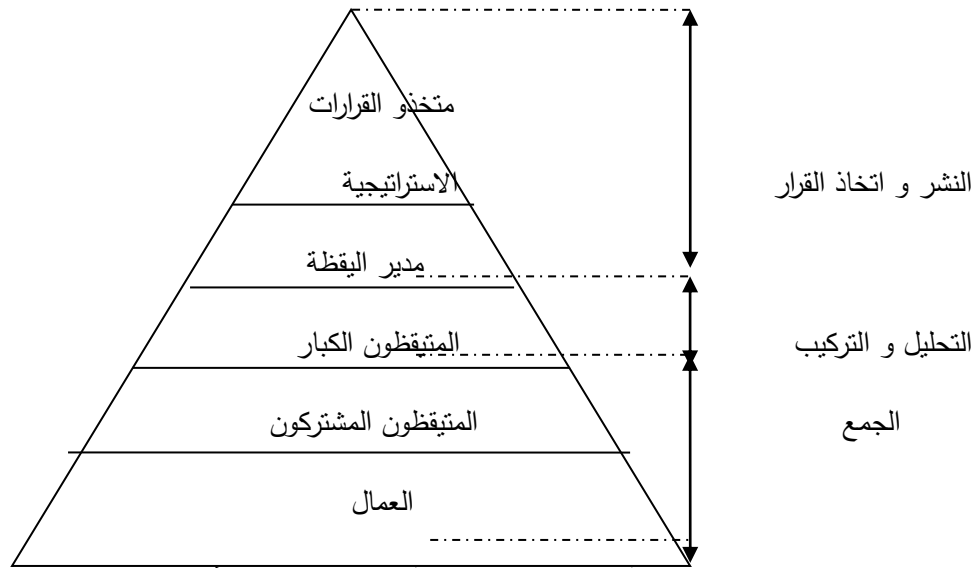 متخذو القرارات
الاستراتيجية
النشر و اتخاذ القرار
مدير اليقظة
المتيقظون الكبار
التحليل و التركيب
المتيقظون المشتركون
الجمع
العمال